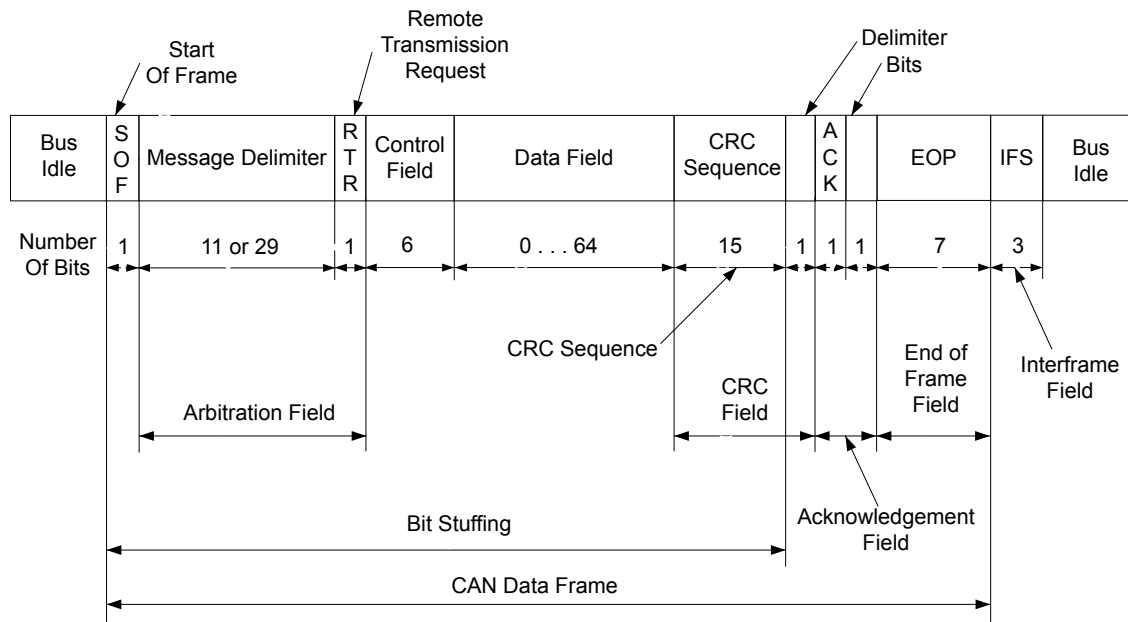 Start
Of Frame
Remote
Transmission
Request
Delimiter
Bits
Bus
Idle
S
O
F
Message Delimiter
R
T
R
Control
Field
Data Field
CRC
Sequence
A
C
K
EOP
IFS
Bus
Idle
Number
Of Bits
1
11 or 29
1
6
0 . . . 64
15
1
1
1
7
3
CRC Sequence
End of
Frame
Field
Interframe
Field
Arbitration Field
CRC
Field
Bit Stuffing
Acknowledgement
Field
CAN Data Frame